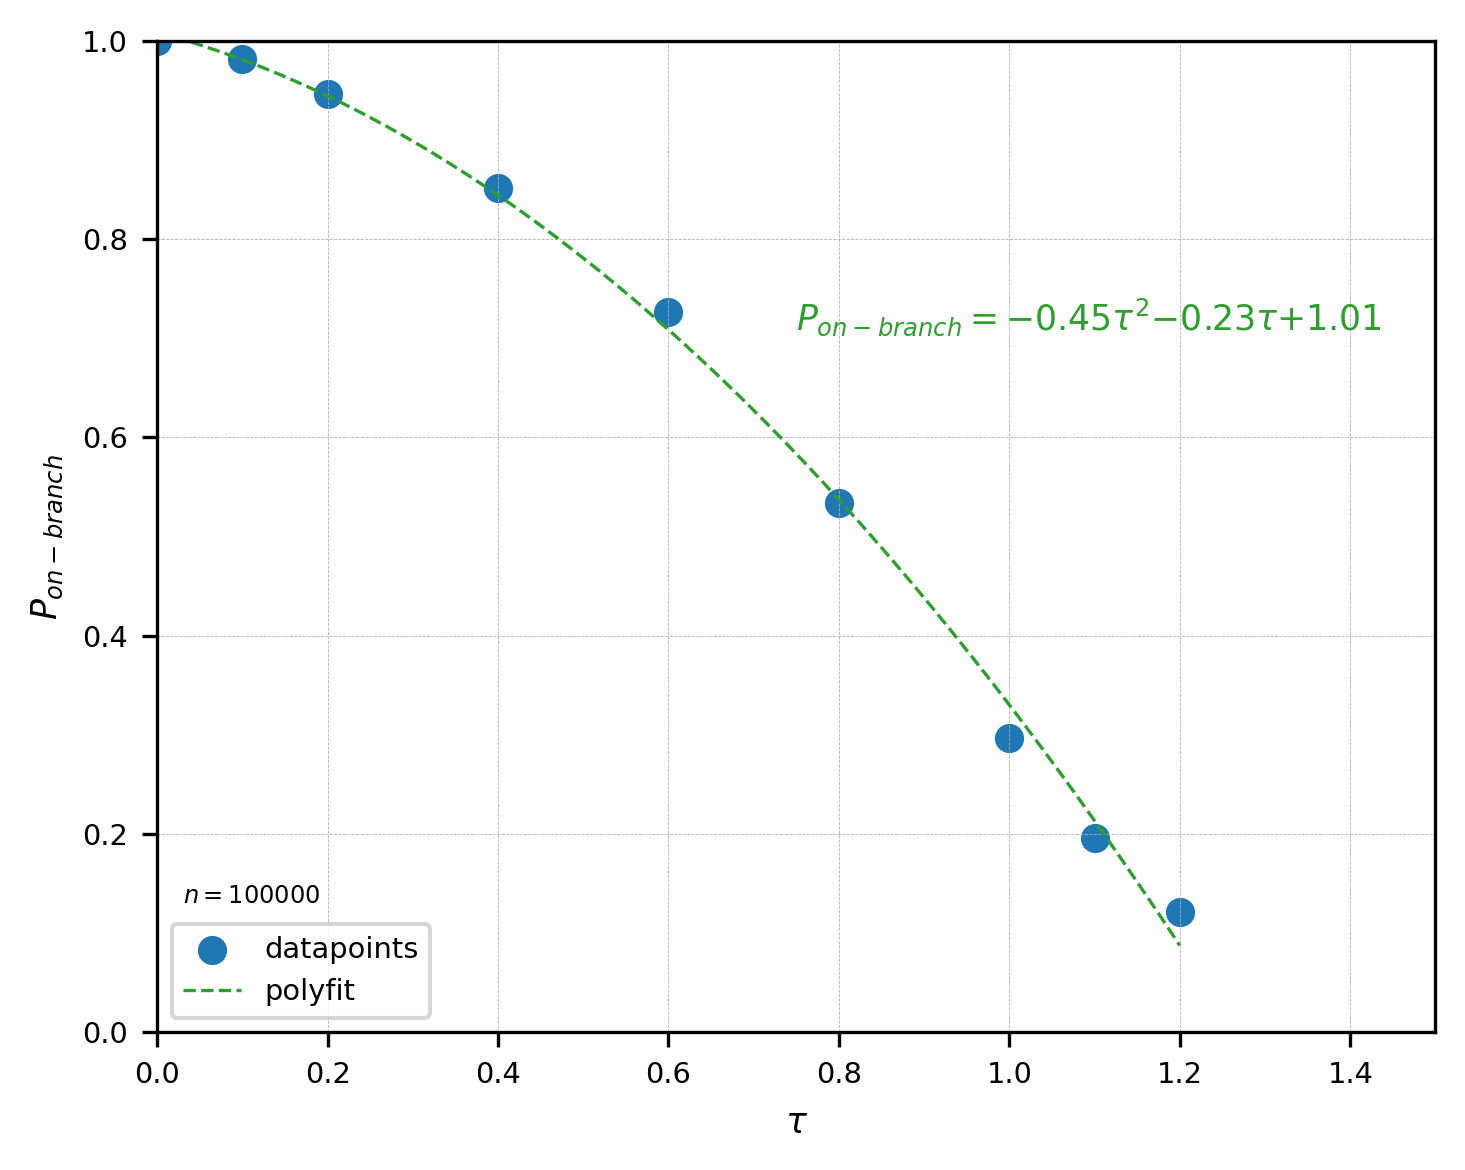 1.0
0.8
0.6
0.4
0.2
0.0
P_{on-branch}
P_{on-branch} = −0.45τ²−0.23τ+1.01
n = 100000
datapoints
polyfit
0.0 0.2 0.4 0.6 0.8 1.0 1.2 1.4
τ